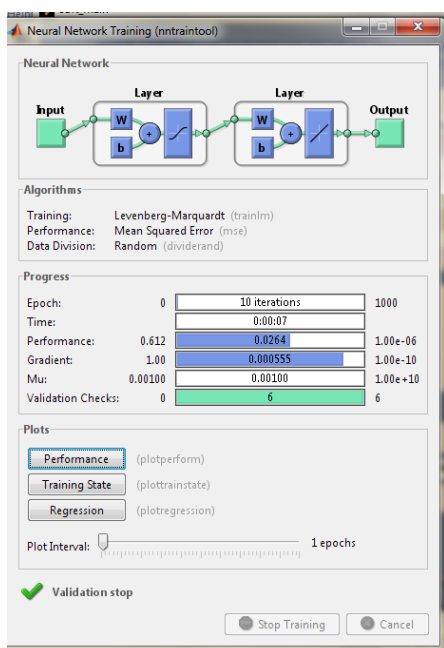 Neural Network Training (nntraintool)
Neural Network
Layer Layer
Input Output
W W
b b
+ +
Algorithms
Training: Levenberg-Marquardt (trainlm)
Performance: Mean Squared Error (mse)
Data Division: Random (dividerand)
Progress
Epoch: 0 10 iterations 1000
Time: 0:00:07
Performance: 0.612 0.0264 1.00e-06
Gradient: 1.00 0.000555 1.00e-10
Mu: 0.00100 0.00100 1.00e+10
Validation Checks: 0 6 6
Plots
Performance (plotperform)
Training State (plottrainstate)
Regression (plotregression)
Plot Interval: 1 epochs
Validation stop
Stop Training Cancel